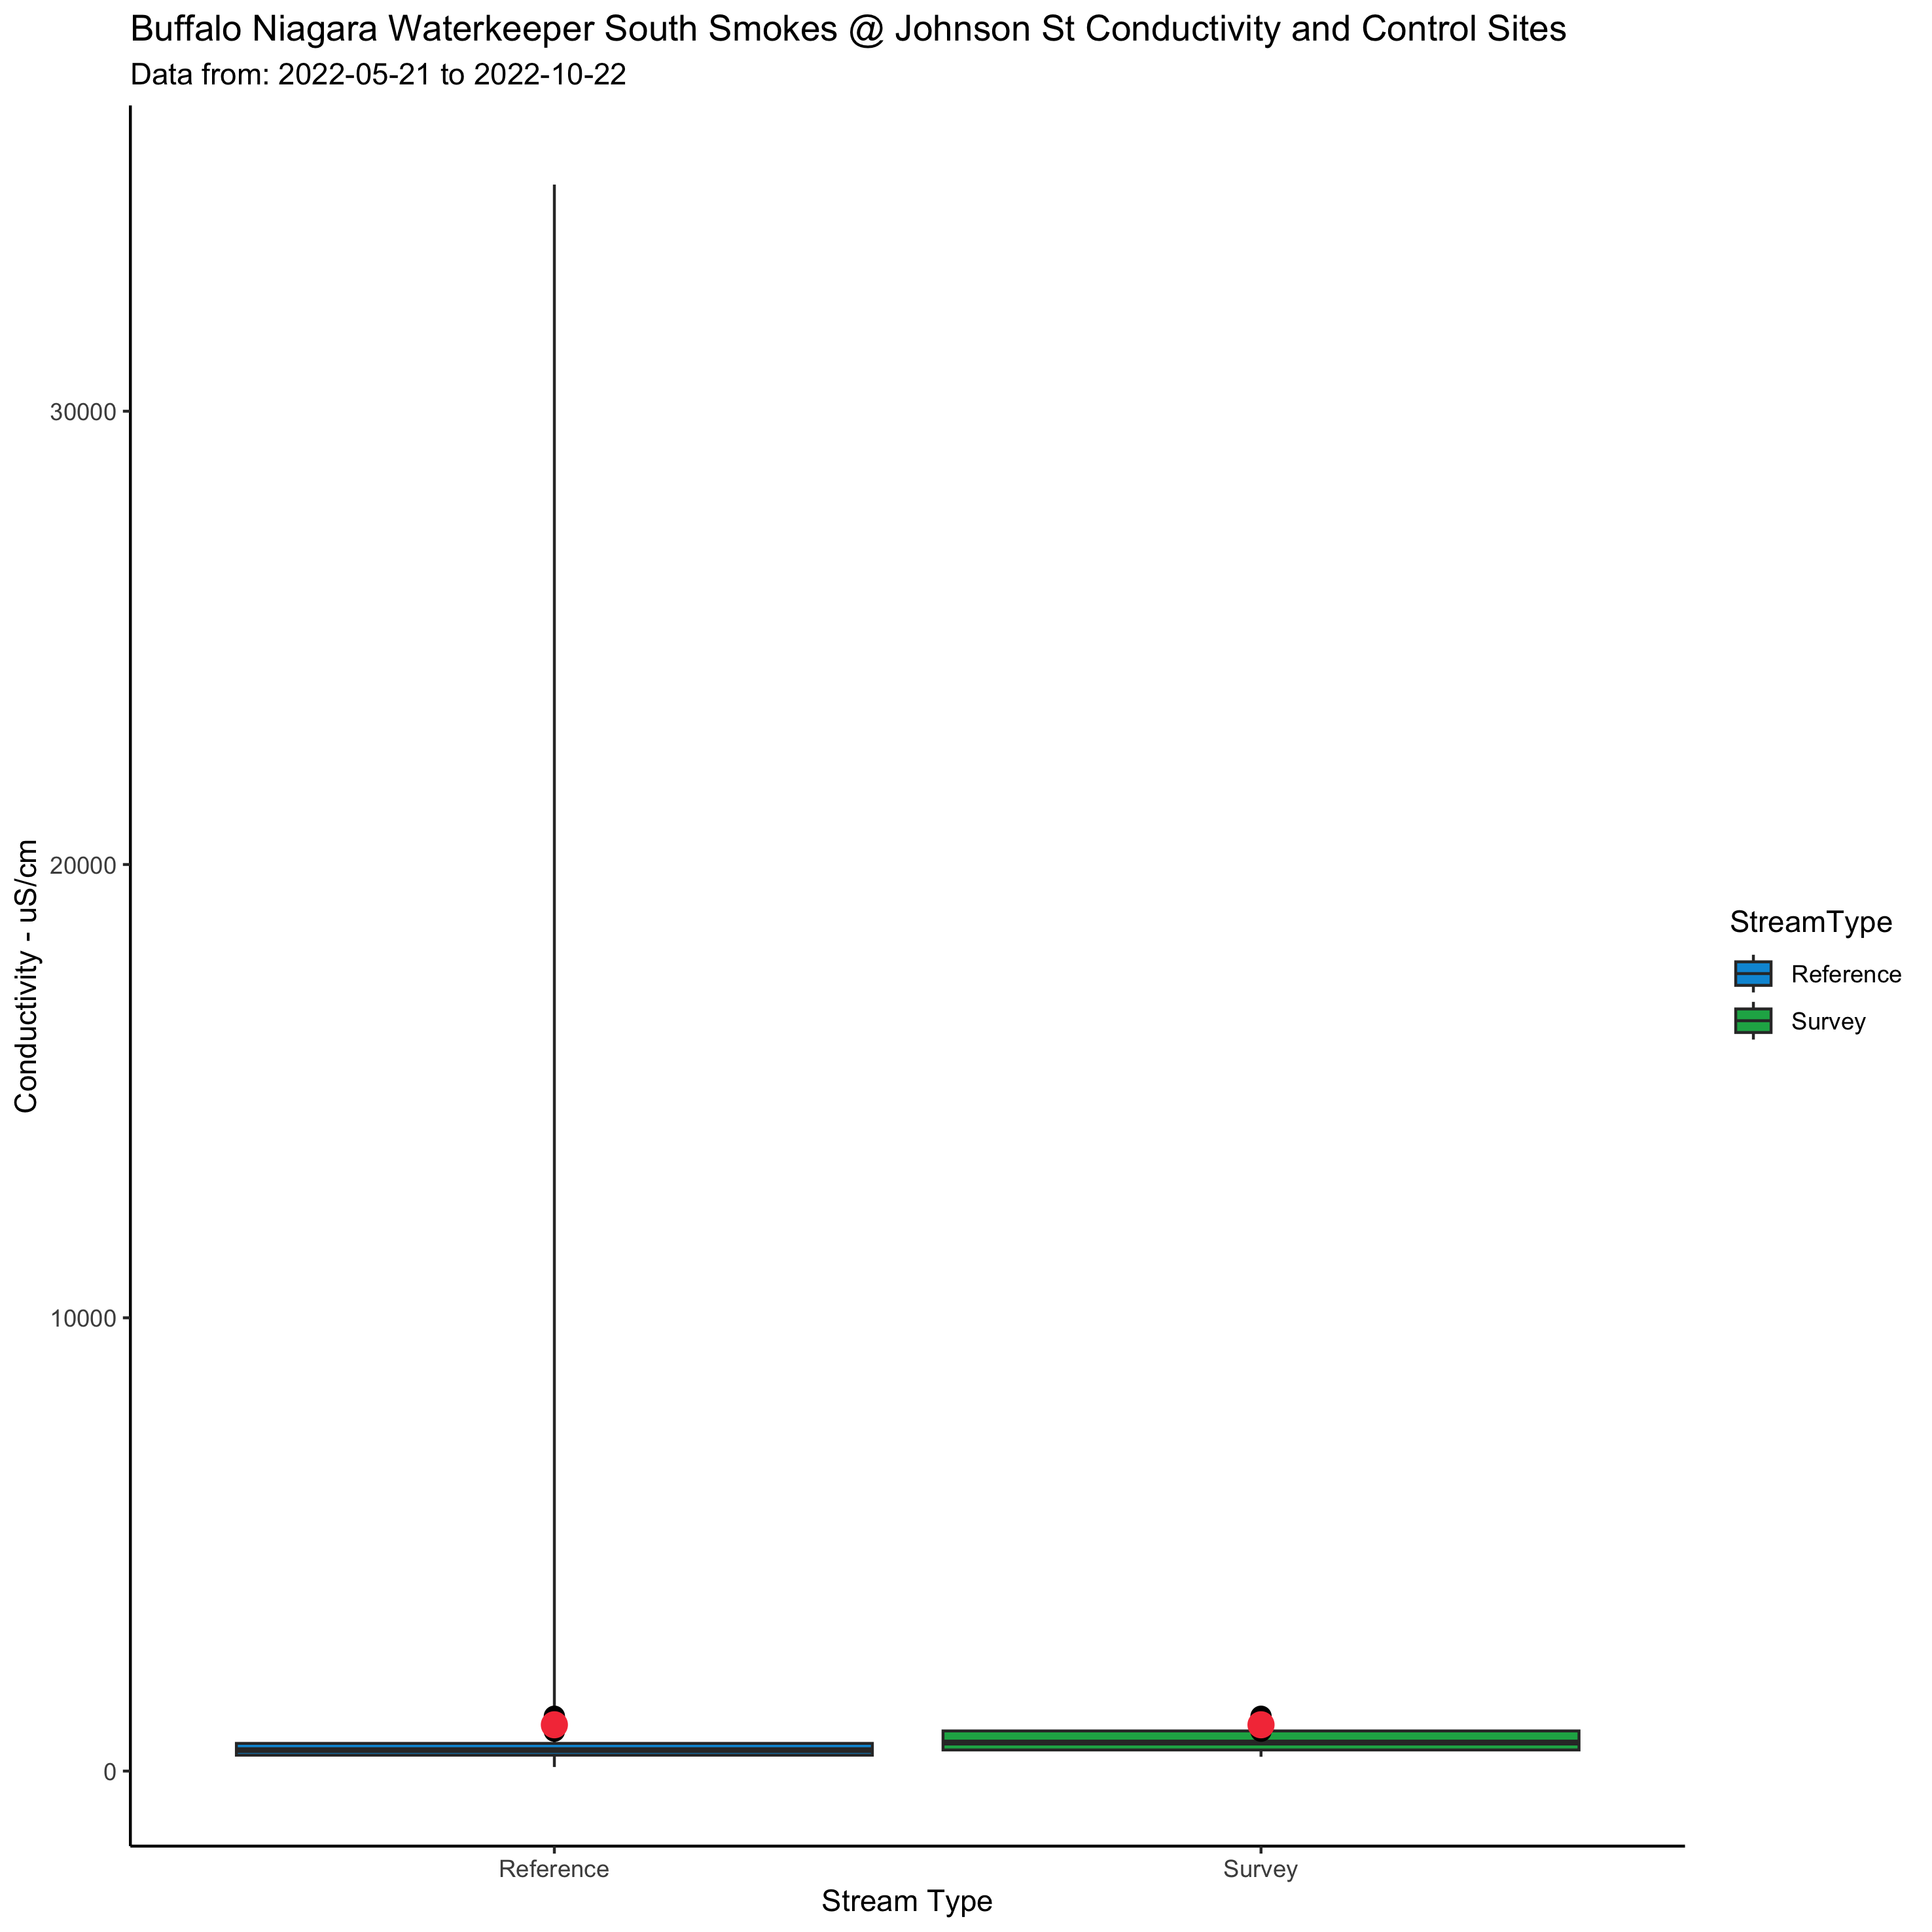 Buffalo Niagara Waterkeeper South Smokes @ Johnson St Conductivity and Control Sites
Data from: 2022-05-21 to 2022-10-22
Conductivity - uS/cm
30000
20000
10000
0
Reference
Survey
Stream Type
StreamType
Reference
Survey